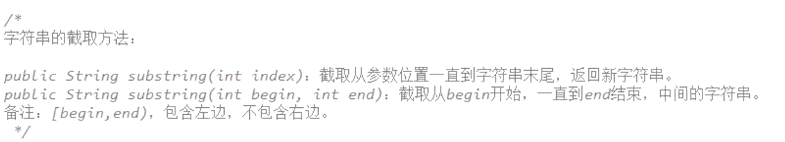 /*
字符串的截取方法：
public String substring(int index)：截取从参数位置一直到字符串末尾，返回新字符串。
public String substring(int begin, int end)：截取从begin开始，一直到end结束，中间的字符串。
备注：[begin,end)，包含左边，不包含右边。
*/